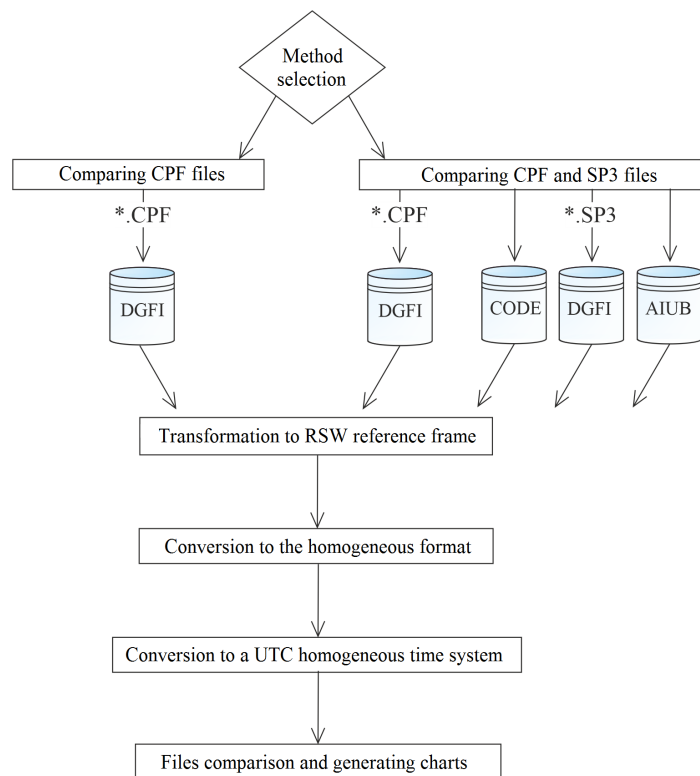 Method
selection
Comparing CPF files
Comparing CPF and SP3 files
*.CPF
*.CPF
*.SP3
DGFI
DGFI
CODE
DGFI
AIUB
Transformation to RSW reference frame
Conversion to the homogeneous format
Conversion to a UTC homogeneous time system
Files comparison and generating charts